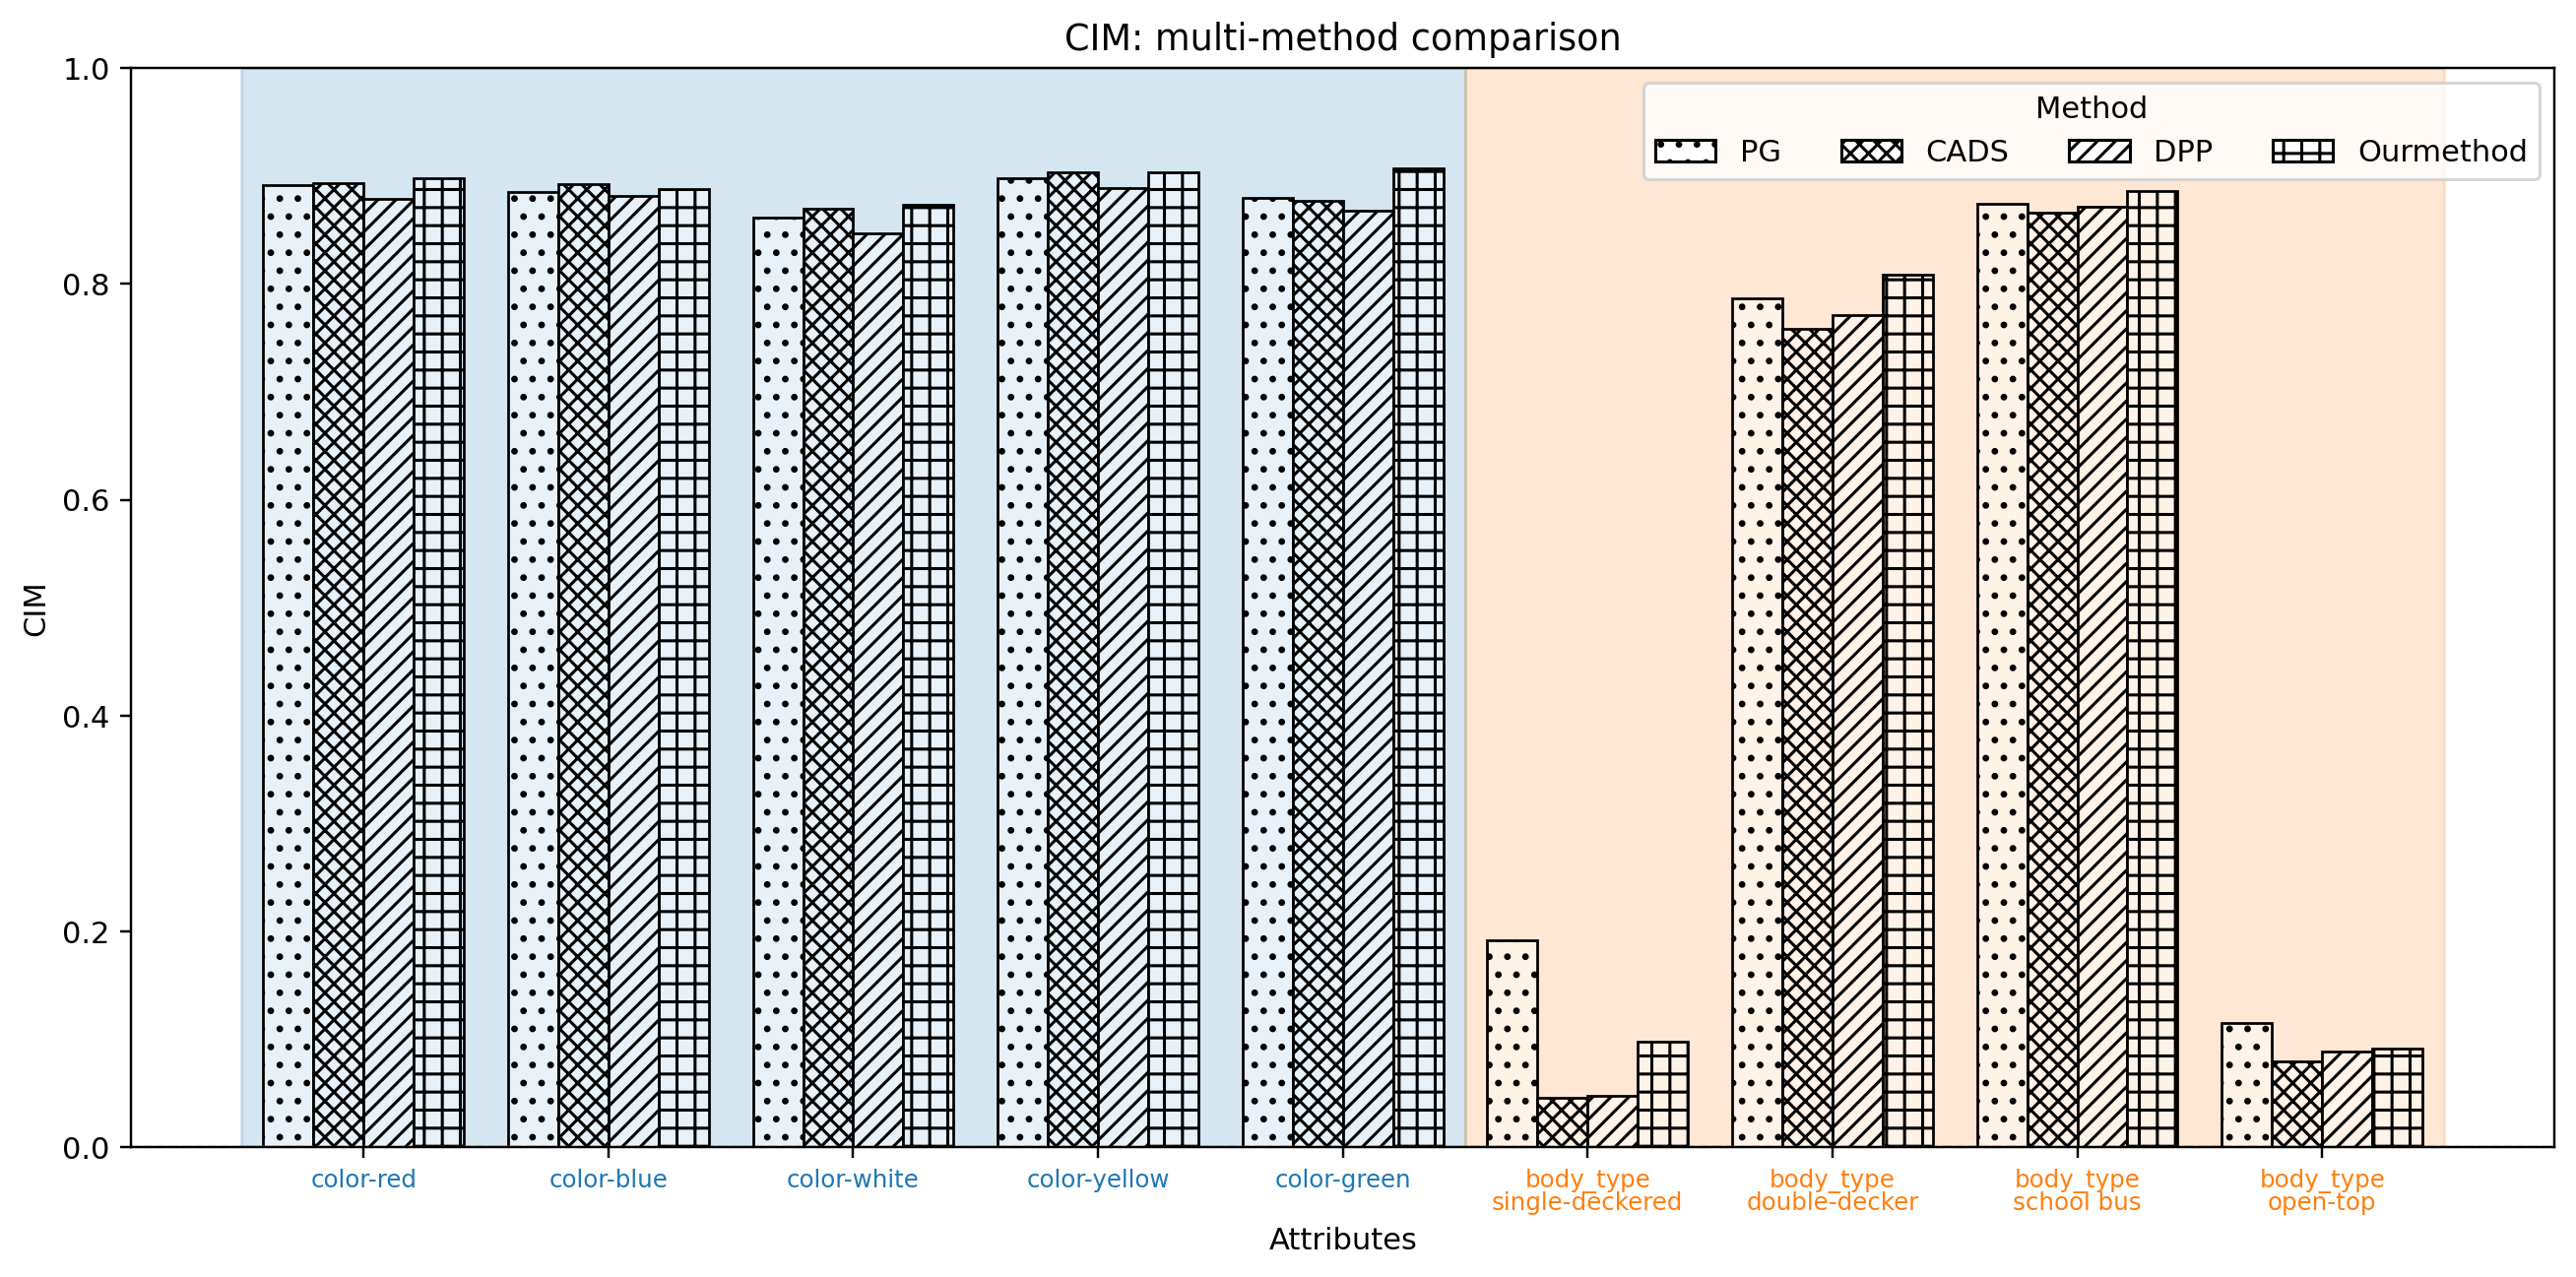 CIM: multi-method comparison
1.0
0.8
0.6
0.4
0.2
0.0
CIM
Method
PG CADS DPP Ourmethod
color-red color-blue color-white color-yellow color-green
body_type single-deckered
body_type double-decker
body_type school bus
body_type open-top
Attributes